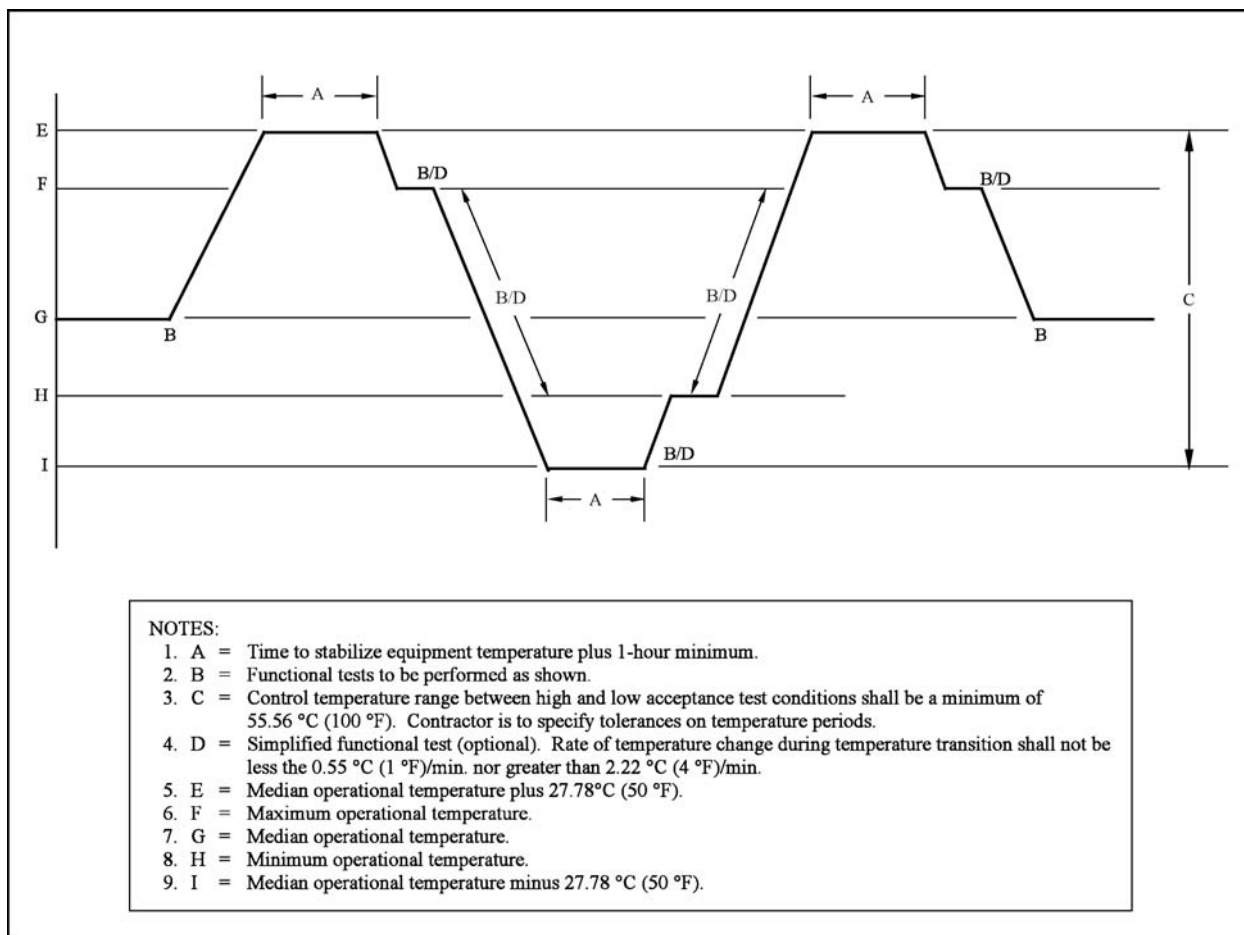 A
A
E
F
B/D
B/D
B/D
B/D
C
G
B
B
H
I
B/D
A
NOTES:
1. A = Time to stabilize equipment temperature plus 1-hour minimum.
2. B = Functional tests to be performed as shown.
3. C = Control temperature range between high and low acceptance test conditions shall be a minimum of
55.56 °C (100 °F). Contractor is to specify tolerances on temperature periods.
4. D = Simplified functional test (optional). Rate of temperature change during temperature transition shall not be
less the 0.55 °C (1 °F)/min. nor greater than 2.22 °C (4 °F)/min.
5. E = Median operational temperature plus 27.78°C (50 °F).
6. F = Maximum operational temperature.
7. G = Median operational temperature.
8. H = Minimum operational temperature.
9. I = Median operational temperature minus 27.78 °C (50 °F).